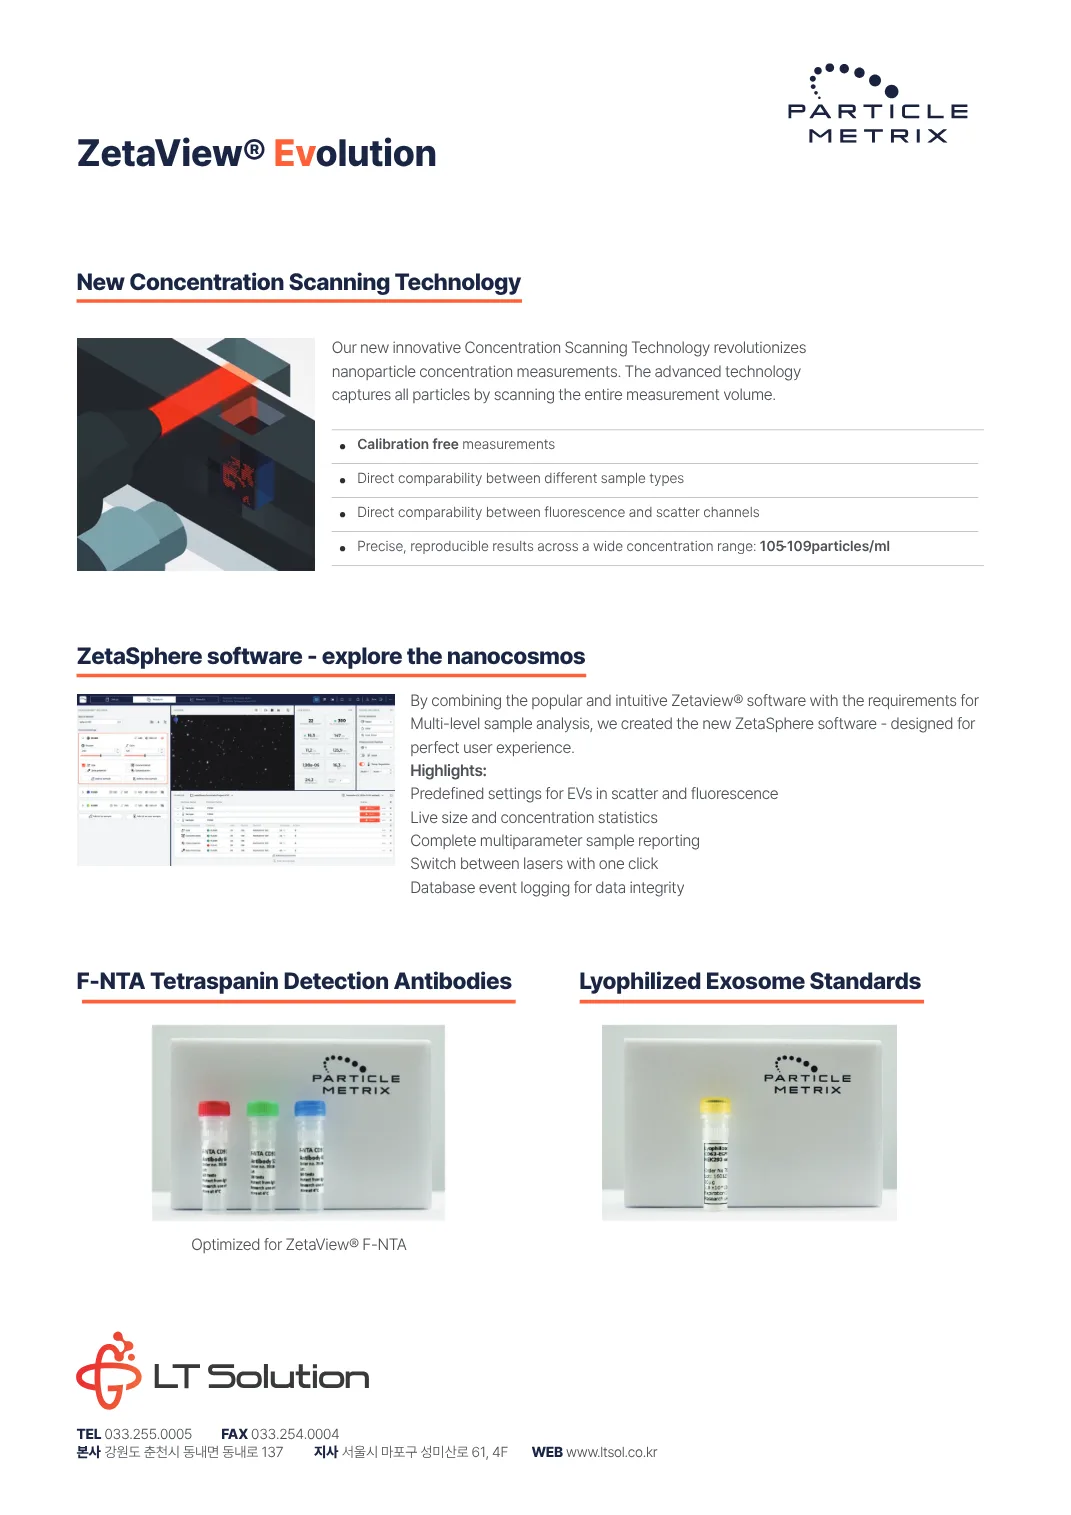 PARTICLE
METRIX
ZetaView® Evolution
New Concentration Scanning Technology
Our new innovative Concentration Scanning Technology revolutionizes
nanoparticle concentration measurements. The advanced technology
captures all particles by scanning the entire measurement volume.
• Calibration free measurements
• Direct comparability between different sample types
• Direct comparability between fluorescence and scatter channels
• Precise, reproducible results across a wide concentration range: 105-109particles/ml
ZetaSphere software - explore the nanocosmos
By combining the popular and intuitive Zetaview® software with the requirements for
Multi-level sample analysis, we created the new ZetaSphere software - designed for
perfect user experience.
Highlights:
Predefined settings for EVs in scatter and fluorescence
Live size and concentration statistics
Complete multiparameter sample reporting
Switch between lasers with one click
Database event logging for data integrity
F-NTA Tetraspanin Detection Antibodies
Lyophilized Exosome Standards
PARTICLE
METRIX
PARTICLE
METRIX
Optimized for ZetaView® F-NTA
LT Solution
TEL 033.255.0005 FAX 033.254.0004
본사 강원도 춘천시 동내면 동내로 137 지사 서울시 마포구 성미산로 61, 4F WEB www.ltsol.co.kr